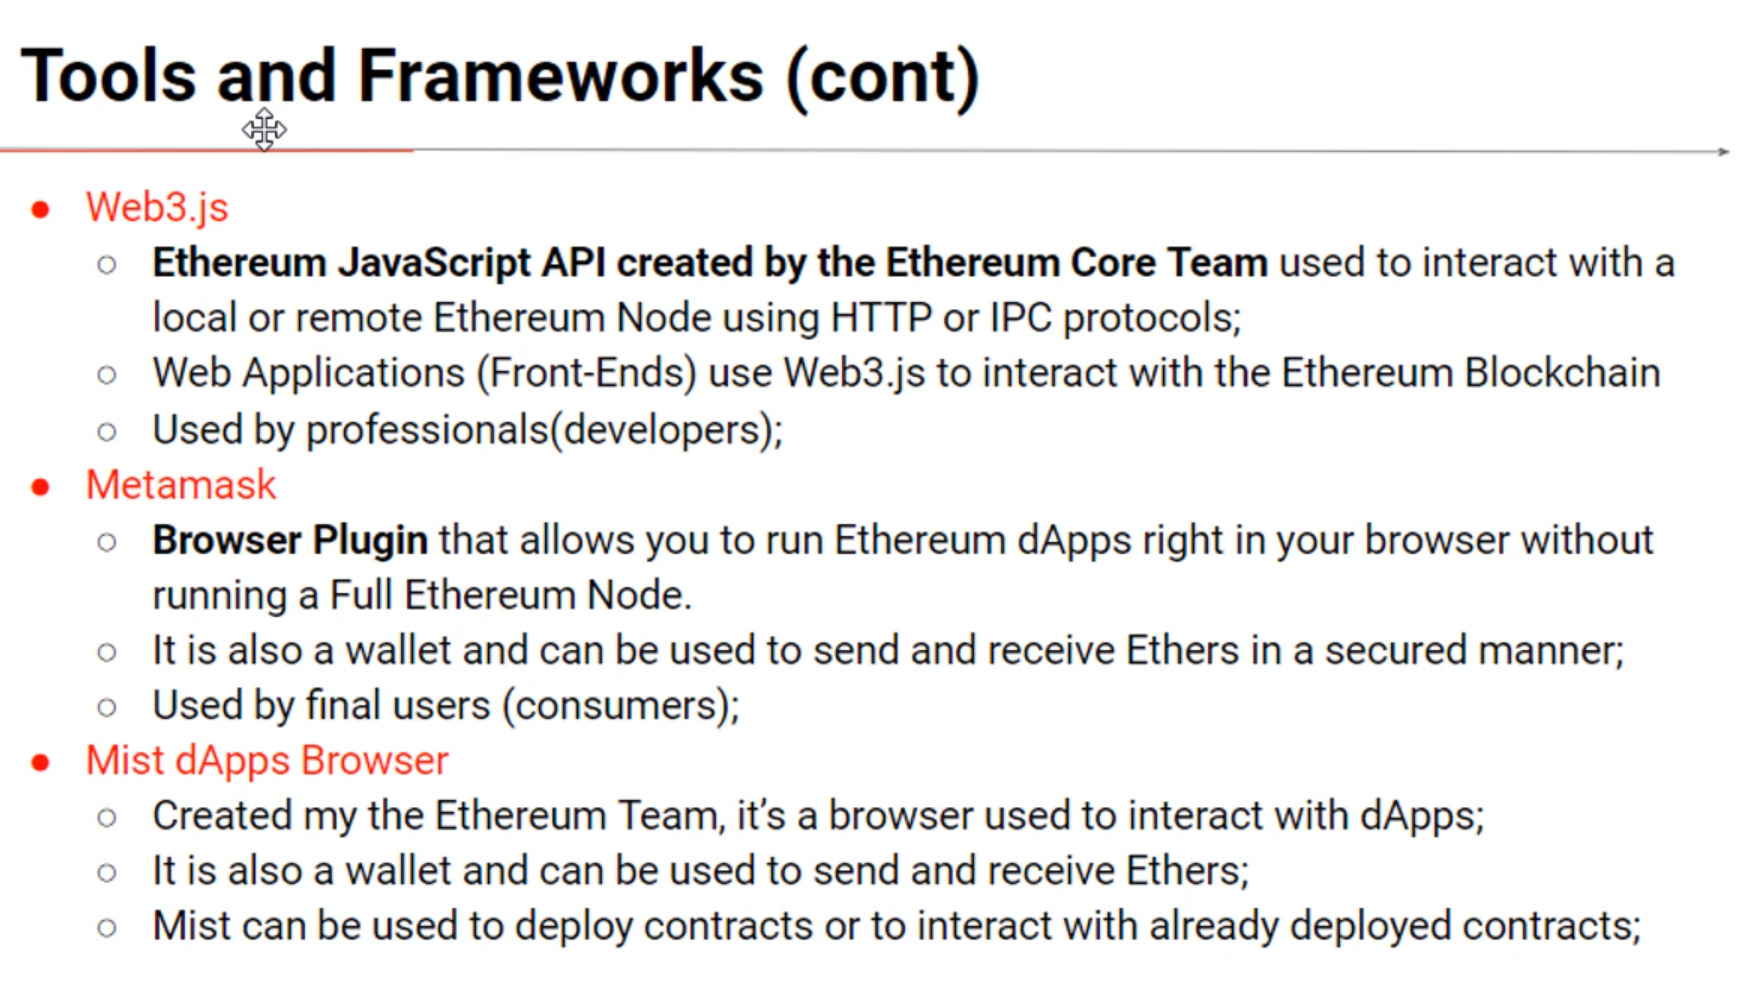 Tools and Frameworks (cont)
● Web3.js
○ Ethereum JavaScript API created by the Ethereum Core Team used to interact with a
local or remote Ethereum Node using HTTP or IPC protocols;
○ Web Applications (Front-Ends) use Web3.js to interact with the Ethereum Blockchain
○ Used by professionals(developers);
● Metamask
○ Browser Plugin that allows you to run Ethereum dApps right in your browser without
running a Full Ethereum Node.
○ It is also a wallet and can be used to send and receive Ethers in a secured manner;
○ Used by final users (consumers);
● Mist dApps Browser
○ Created my the Ethereum Team, it’s a browser used to interact with dApps;
○ It is also a wallet and can be used to send and receive Ethers;
○ Mist can be used to deploy contracts or to interact with already deployed contracts;